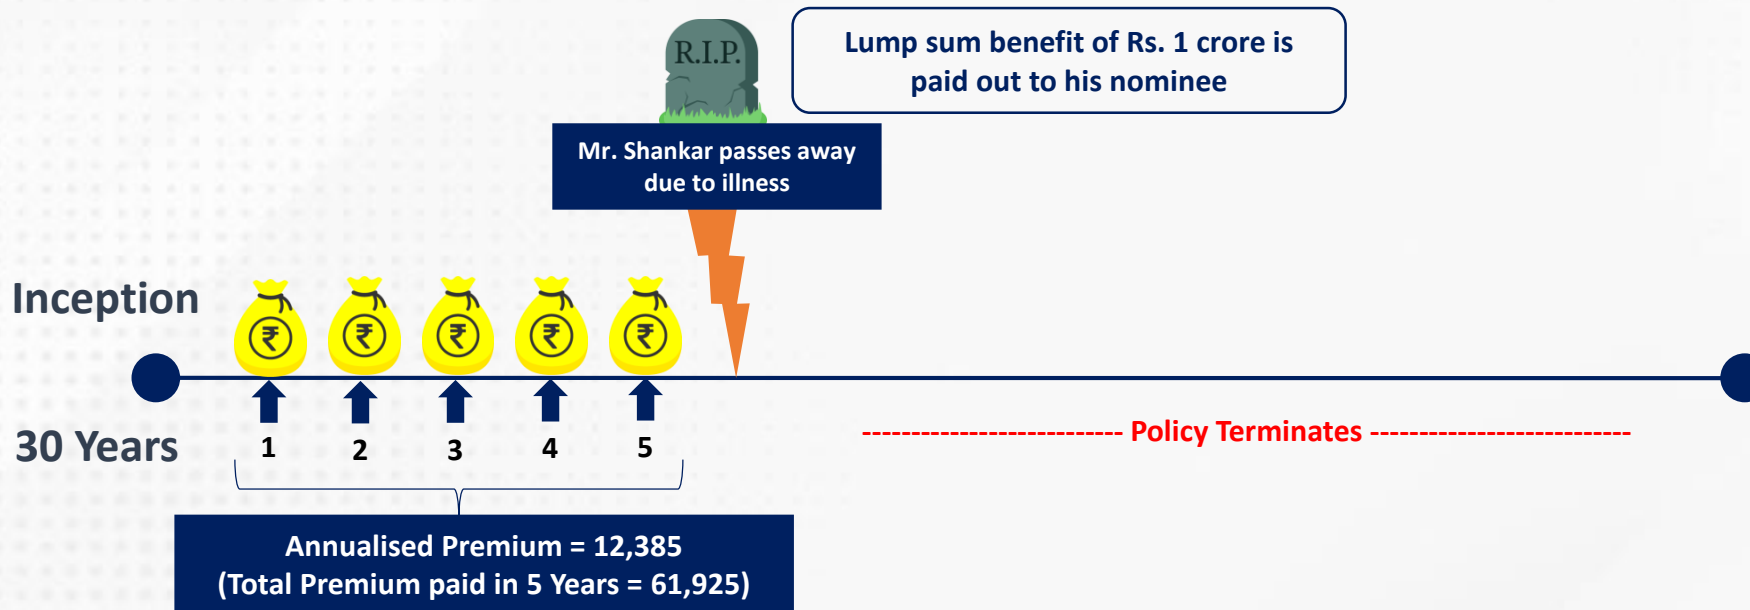 R.I.P.
Lump sum benefit of Rs. 1 crore is
paid out to his nominee
Mr. Shankar passes away
due to illness
Inception
₹ ₹ ₹ ₹ ₹
30 Years
1 2 3 4 5
--------------------------- Policy Terminates ---------------------------
Annualised Premium = 12,385
(Total Premium paid in 5 Years = 61,925)